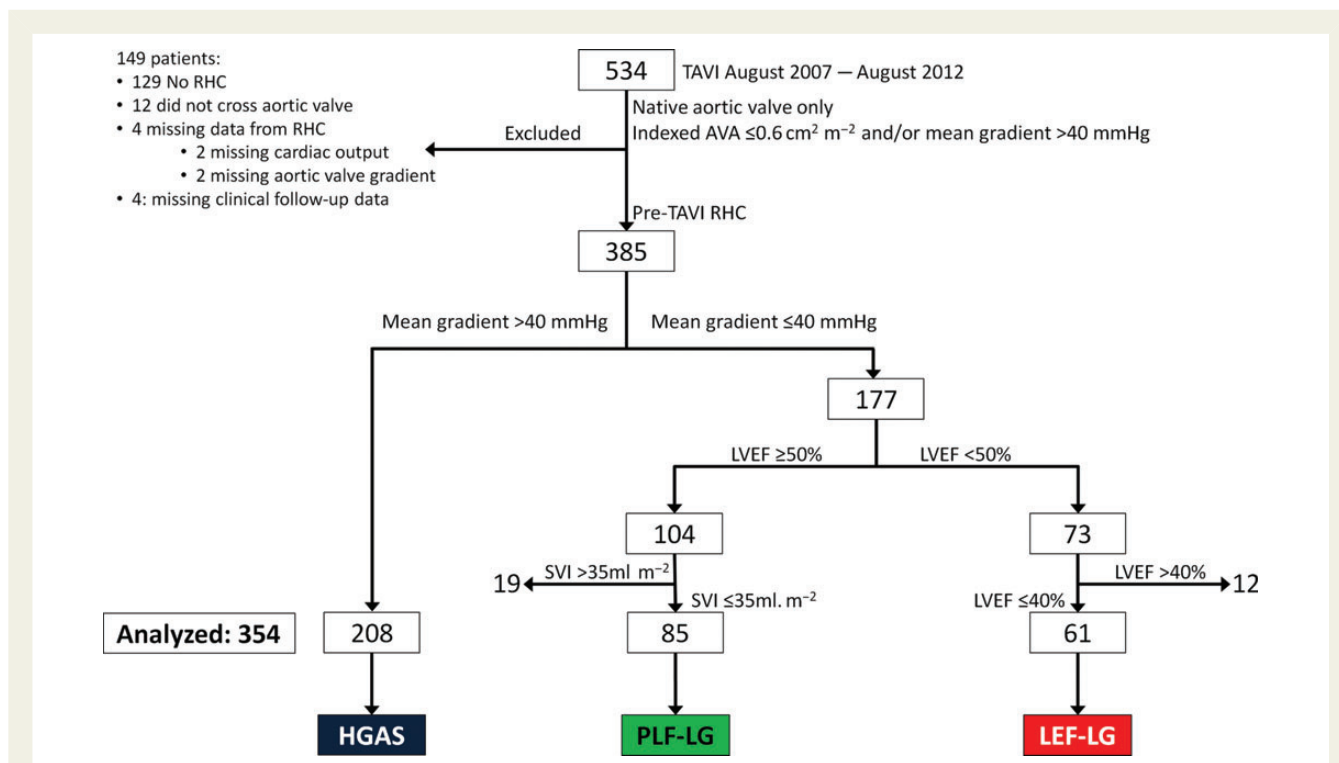 149 patients:
• 129 No RHC
• 12 did not cross aortic valve
• 4 missing data from RHC
• 2 missing cardiac output
• 2 missing aortic valve gradient
• 4: missing clinical follow-up data
534
TAVI August 2007 — August 2012
Native aortic valve only
Indexed AVA ≤0.6 cm² m⁻² and/or mean gradient >40 mmHg
Excluded
Pre-TAVI RHC
385
Mean gradient >40 mmHg
Mean gradient ≤40 mmHg
177
LVEF ≥50%
LVEF <50%
104
73
19
SVI >35ml m⁻²
LVEF >40%
12
SVI ≤35ml. m⁻²
LVEF ≤40%
Analyzed: 354
208
85
61
HGAS
PLF-LG
LEF-LG